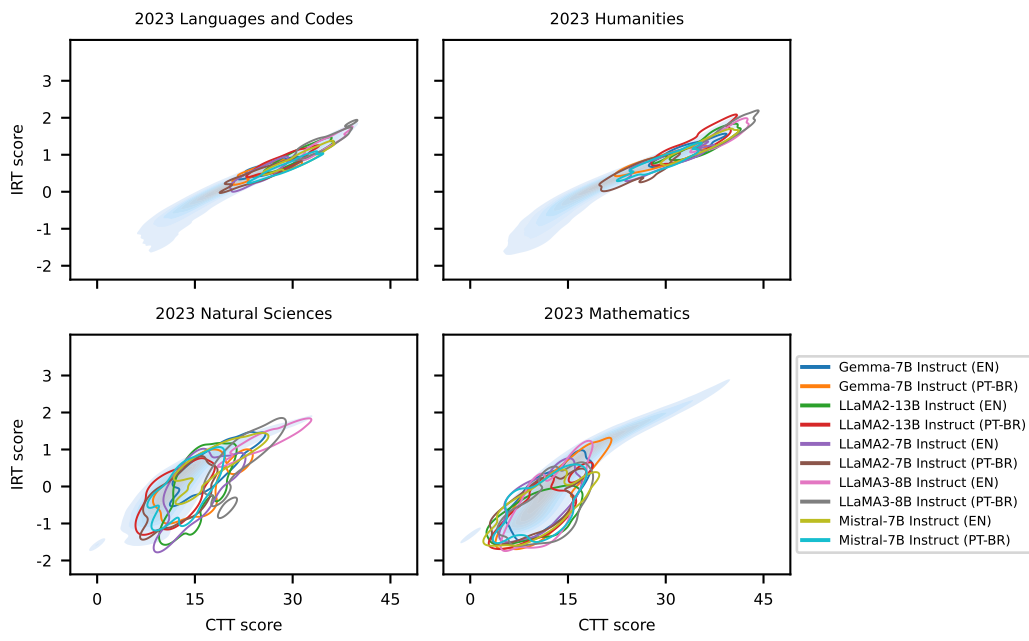 2023 Languages and Codes
2023 Humanities
3
2
1
0
-1
-2
IRT score
2023 Natural Sciences
2023 Mathematics
3
2
1
0
-1
-2
IRT score
0 15 30 45
0 15 30 45
CTT score
CTT score
Gemma-7B Instruct (EN)
Gemma-7B Instruct (PT-BR)
LLaMA2-13B Instruct (EN)
LLaMA2-13B Instruct (PT-BR)
LLaMA2-7B Instruct (EN)
LLaMA2-7B Instruct (PT-BR)
LLaMA3-8B Instruct (EN)
LLaMA3-8B Instruct (PT-BR)
Mistral-7B Instruct (EN)
Mistral-7B Instruct (PT-BR)